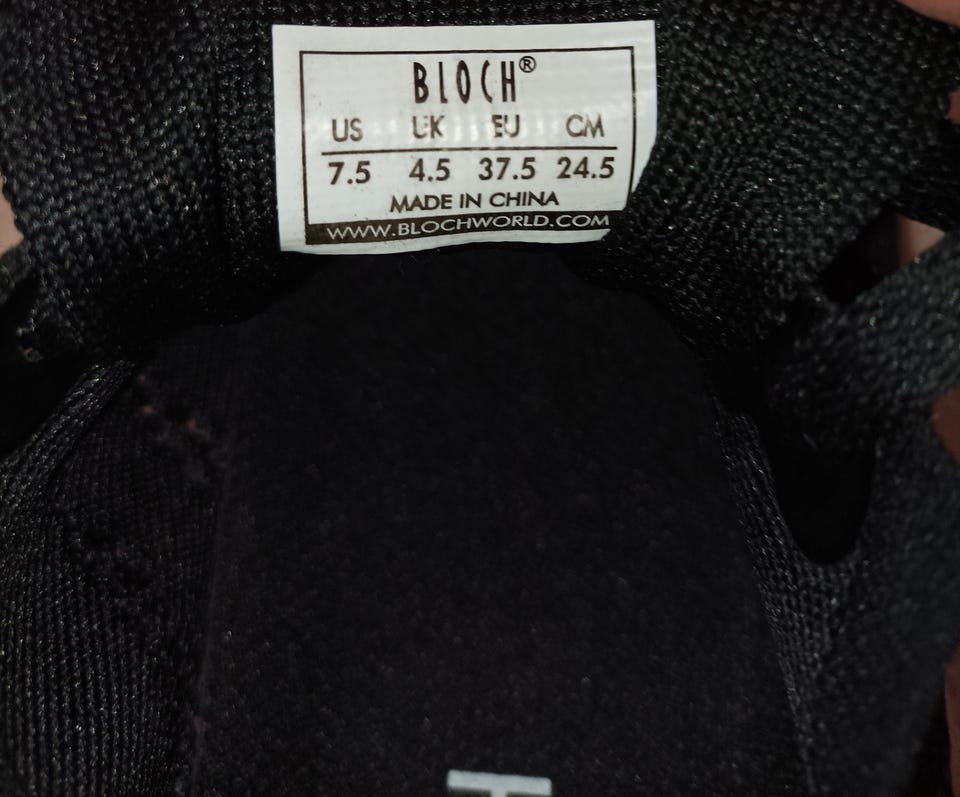 BLOCH®
US UK EU CM
7.5 4.5 37.5 24.5
MADE IN CHINA
WWW.BLOCHWORLD.COM